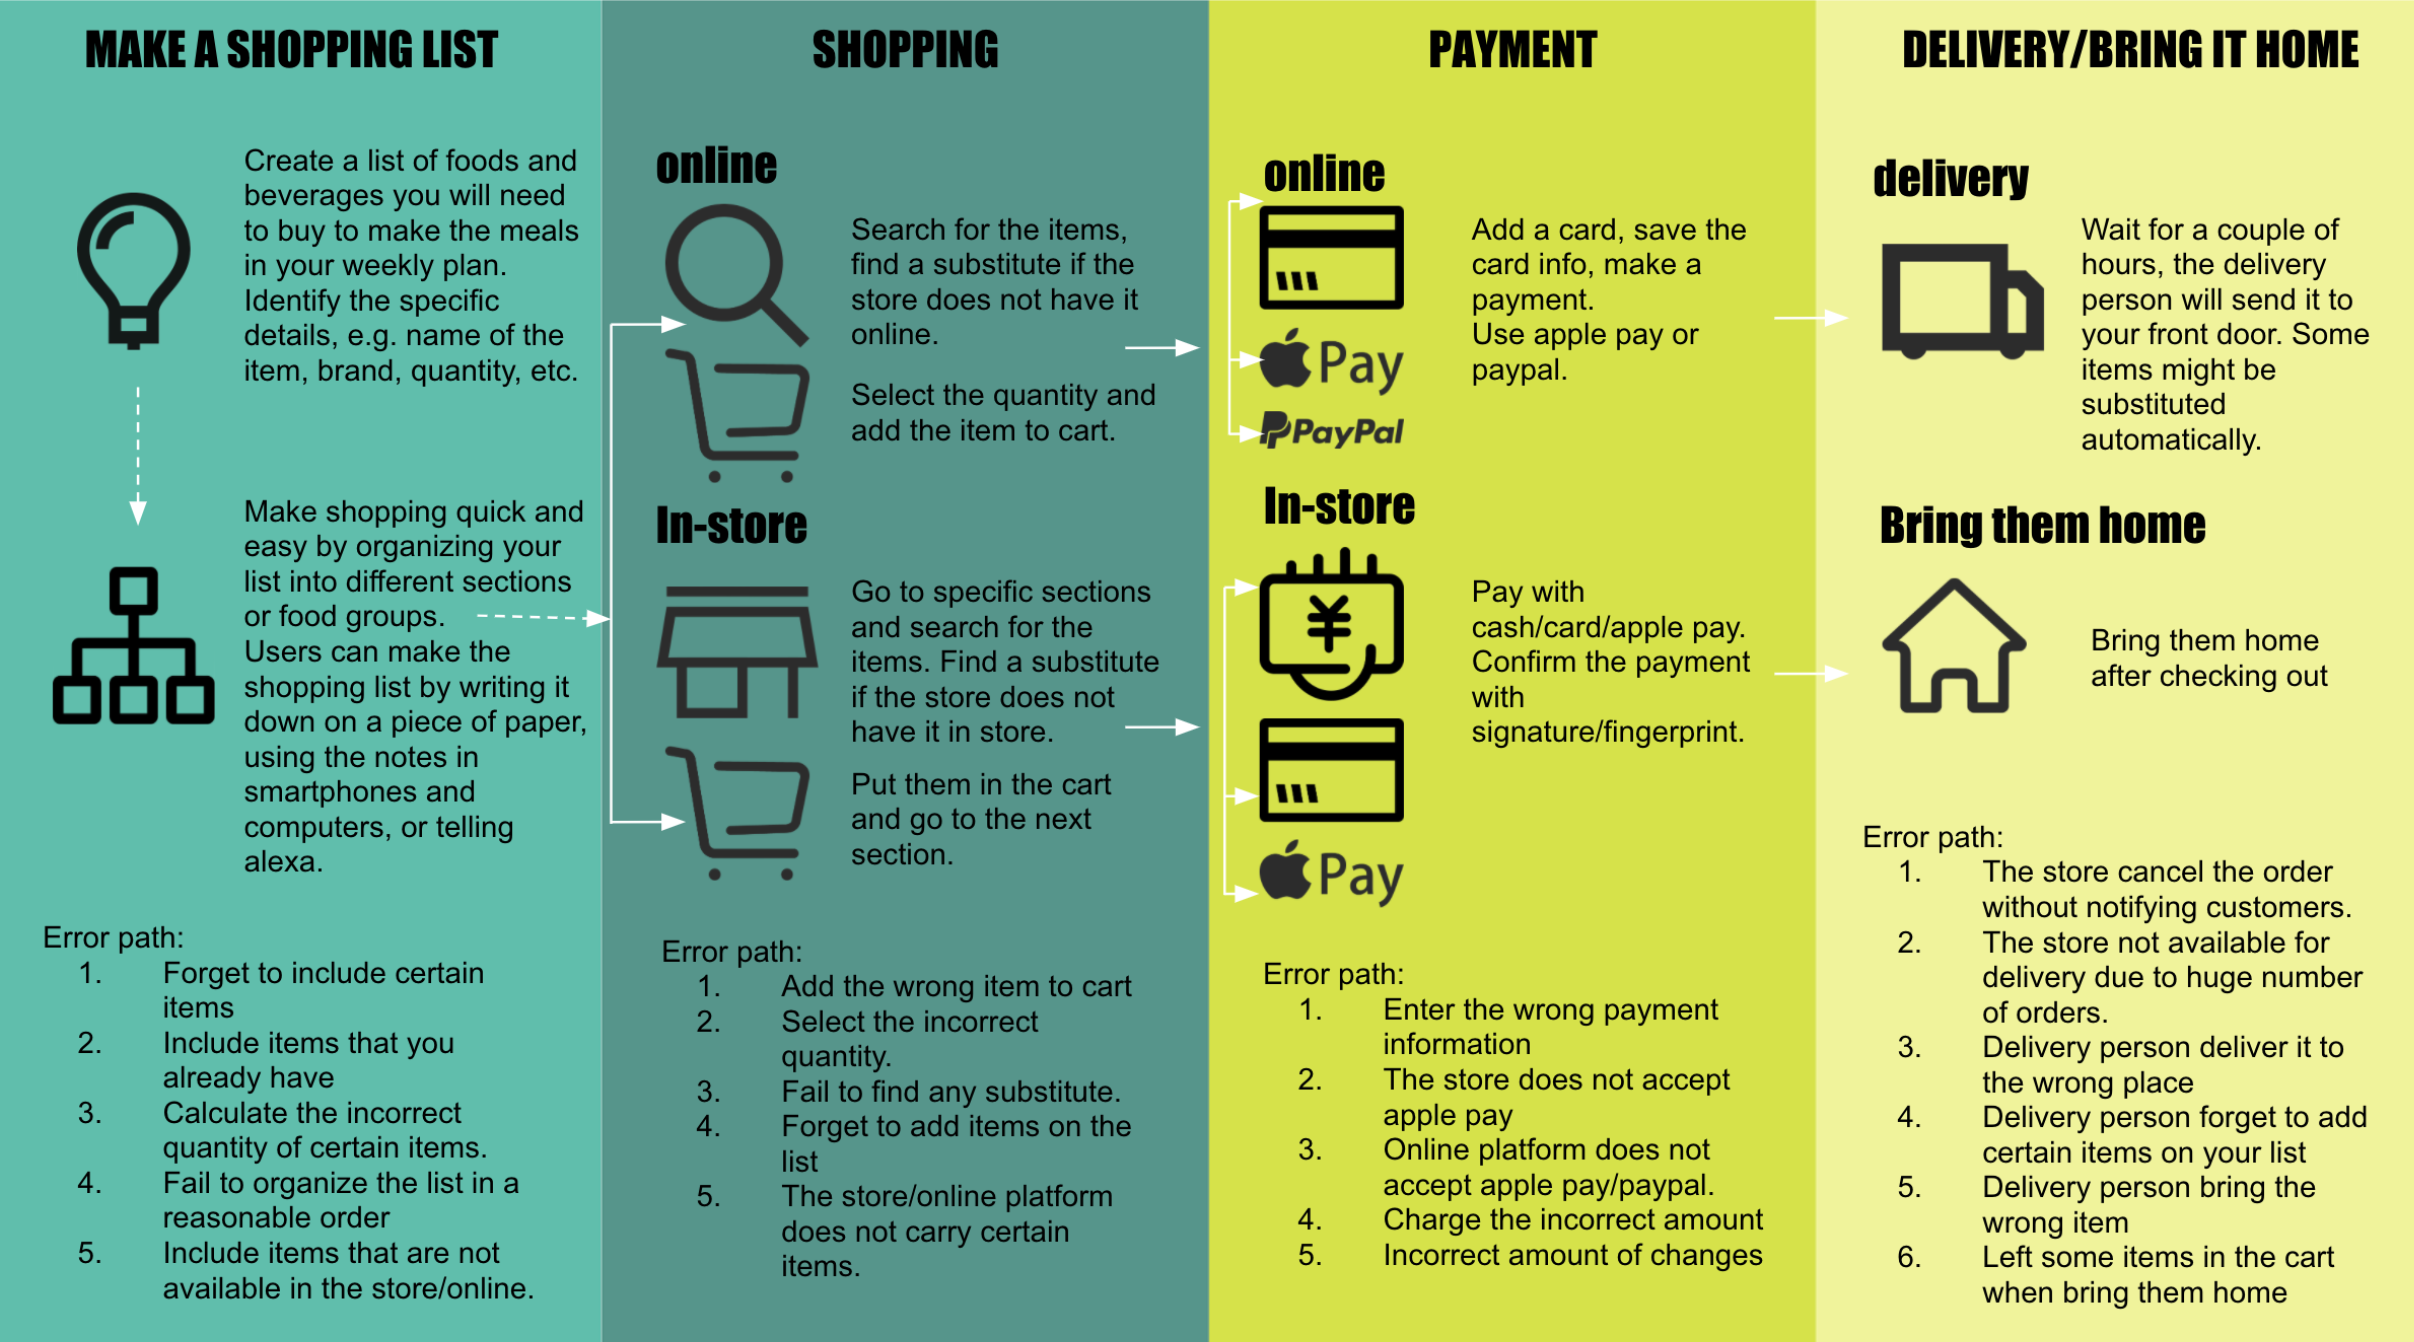 MAKE A SHOPPING LIST
Create a list of foods and
beverages you will need
to buy to make the meals
in your weekly plan.
Identify the specific
details, e.g. name of the
item, brand, quantity, etc.
Make shopping quick and
easy by organizing your
list into different sections
or food groups.
Users can make the
shopping list by writing it
down on a piece of paper,
using the notes in
smartphones and
computers, or telling
alexa.
Error path:
1. Forget to include certain
items
2. Include items that you
already have
3. Calculate the incorrect
quantity of certain items.
4. Fail to organize the list in a
reasonable order
5. Include items that are not
available in the store/online.
SHOPPING
online
Search for the items,
find a substitute if the
store does not have it
online.
Select the quantity and
add the item to cart.
In-store
Go to specific sections
and search for the
items. Find a substitute
if the store does not
have it in store.
Put them in the cart
and go to the next
section.
Error path:
1. Add the wrong item to cart
2. Select the incorrect
quantity.
3. Fail to find any substitute.
4. Forget to add items on the
list
5. The store/online platform
does not carry certain
items.
PAYMENT
online
Pay
PayPal
Add a card, save the
card info, make a
payment.
Use apple pay or
paypal.
In-store
¥
Pay
Pay with
cash/card/apple pay.
Confirm the payment
with
signature/fingerprint.
Error path:
1. Enter the wrong payment
information
2. The store does not accept
apple pay
3. Online platform does not
accept apple pay/paypal.
4. Charge the incorrect amount
5. Incorrect amount of changes
DELIVERY/BRING IT HOME
delivery
Wait for a couple of
hours, the delivery
person will send it to
your front door. Some
items might be
substituted
automatically.
Bring them home
Bring them home
after checking out
Error path:
1. The store cancel the order
without notifying customers.
2. The store not available for
delivery due to huge number
of orders.
3. Delivery person deliver it to
the wrong place
4. Delivery person forget to add
certain items on your list
5. Delivery person bring the
wrong item
6. Left some items in the cart
when bring them home